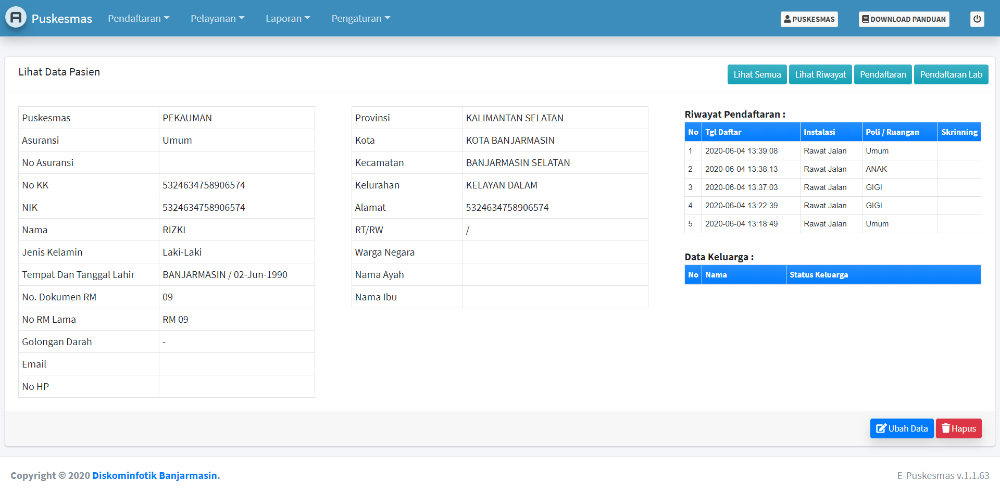 A Puskesmas Pendaftaran Pelayanan Laporan Pengaturan PUSKESMAS DOWNLOAD PANDUAN
Lihat Data Pasien
Lihat Semua Lihat Riwayat Pendaftaran Pendaftaran Lab
Puskesmas PEKAUMAN
Asuransi Umum
No Asuransi
No KK 5324634758906574
NIK 5324634758906574
Nama RIZKI
Jenis Kelamin Laki-Laki
Tempat Dan Tanggal Lahir BANJARMASIN / 02-Jun-1990
No. Dokumen RM 09
No RM Lama RM 09
Golongan Darah -
Email
No HP
Provinsi KALIMANTAN SELATAN
Kota KOTA BANJARMASIN
Kecamatan BANJARMASIN SELATAN
Kelurahan KELAYAN DALAM
Alamat 5324634758906574
RT/RW /
Warga Negara
Nama Ayah
Nama Ibu
Riwayat Pendaftaran :
No Tgl Daftar Instalasi Poli / Ruangan Skrinning
1 2020-06-04 13:39:08 Rawat Jalan Umum
2 2020-06-04 13:38:13 Rawat Jalan ANAK
3 2020-06-04 13:37:03 Rawat Jalan GIGI
4 2020-06-04 13:22:39 Rawat Jalan GIGI
5 2020-06-04 13:18:49 Rawat Jalan Umum
Data Keluarga :
No Nama Status Keluarga
Ubah Data Hapus
Copyright © 2020 Diskominfotik Banjarmasin. E-Puskesmas v.1.1.63